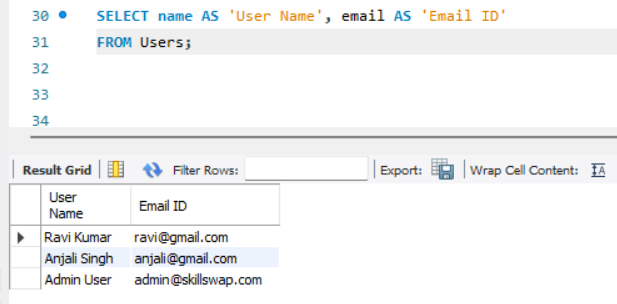 30 SELECT name AS 'User Name', email AS 'Email ID'
31 FROM Users;
32
33
34
Result Grid Filter Rows: Export: Wrap Cell Content: IA
User Name Email ID
Ravi Kumar ravi@gmail.com
Anjali Singh anjali@gmail.com
Admin User admin@skillswap.com